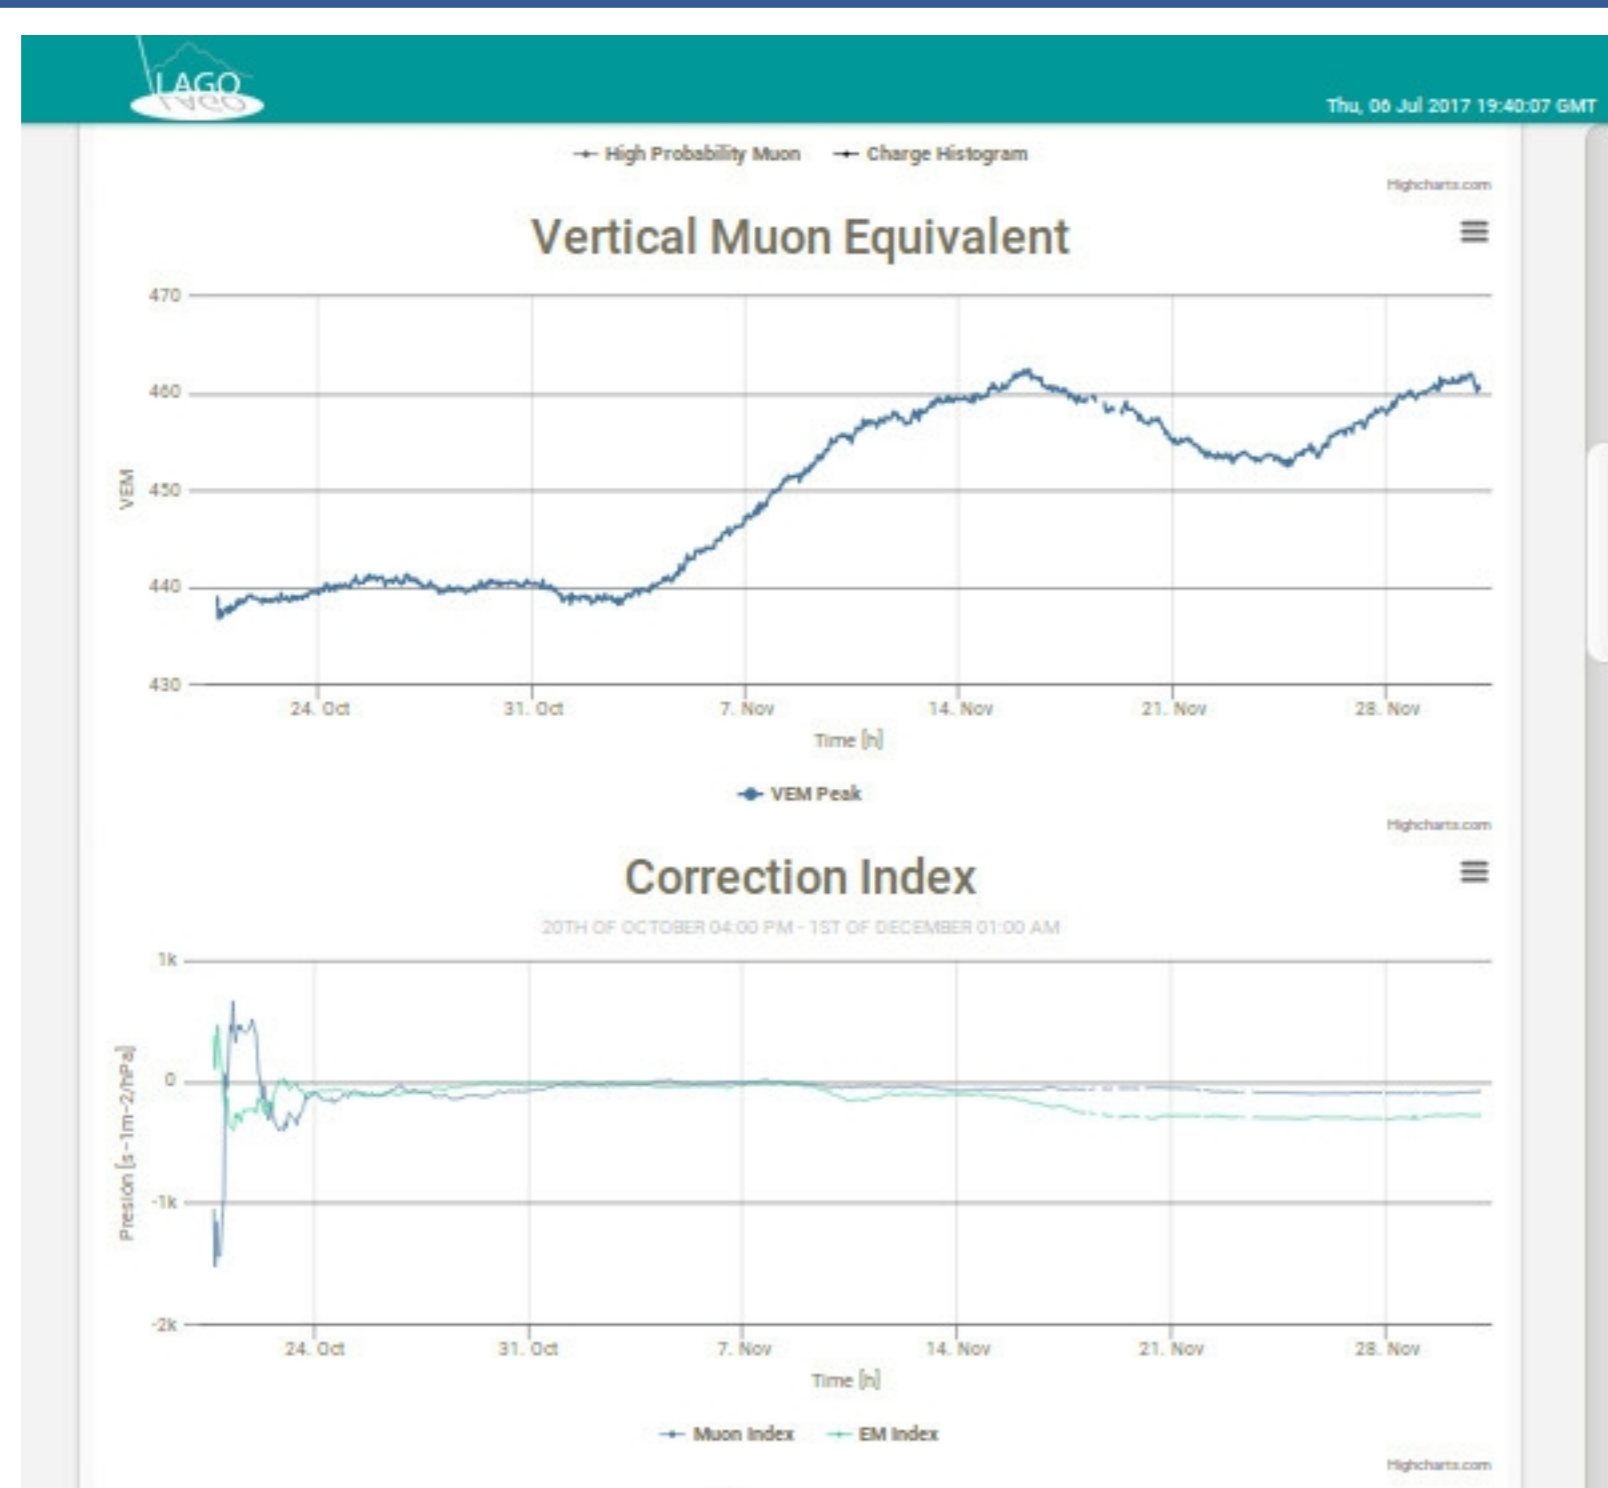 LAGO
Thu, 06 Jul 2017 19:40:07 GMT
High Probability Muon Charge Histogram
Highcharts.com
Vertical Muon Equivalent
470
460
450
440
430
VEM
24. Oct 31. Oct 7. Nov 14. Nov 21. Nov 28. Nov
Time [h]
VEM Peak
Highcharts.com
Correction Index
20TH OF OCTOBER 04:00 PM - 1ST OF DECEMBER 01:00 AM
1k
0
-1k
-2k
Presión [s-1m-2/hPa]
24. Oct 31. Oct 7. Nov 14. Nov 21. Nov 28. Nov
Time [h]
Muon Index EM Index
Highcharts.com